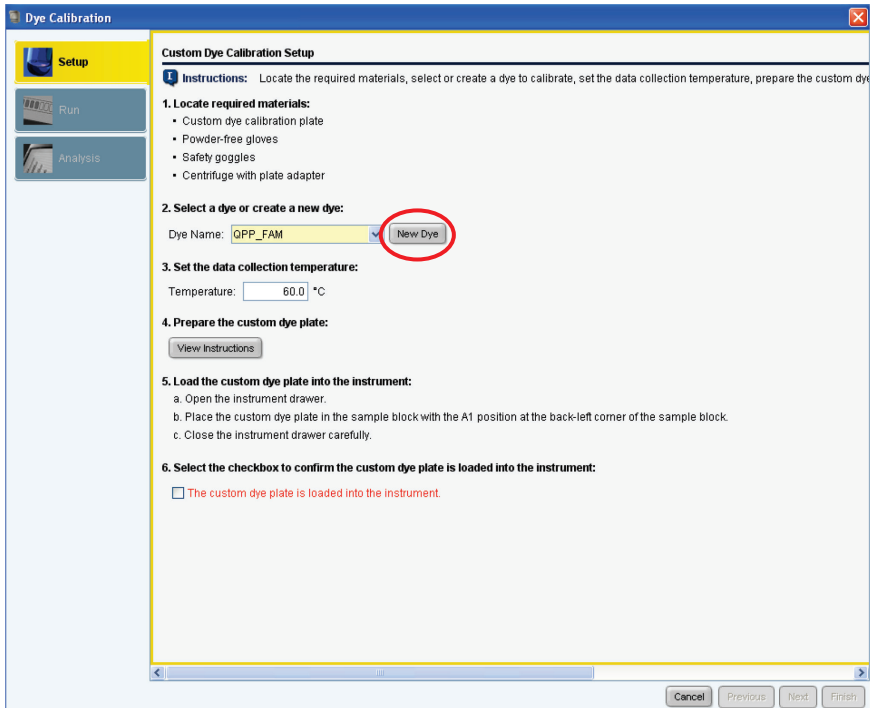 Dye Calibration
Setup
Run
Analysis
Custom Dye Calibration Setup
Instructions: Locate the required materials, select or create a dye to calibrate, set the data collection temperature, prepare the custom dye
1. Locate required materials:
• Custom dye calibration plate
• Powder-free gloves
• Safety goggles
• Centrifuge with plate adapter
2. Select a dye or create a new dye:
Dye Name: QPP_FAM New Dye
3. Set the data collection temperature:
Temperature: 60.0 °C
4. Prepare the custom dye plate:
View Instructions
5. Load the custom dye plate into the instrument:
a. Open the instrument drawer.
b. Place the custom dye plate in the sample block with the A1 position at the back-left corner of the sample block.
c. Close the instrument drawer carefully.
6. Select the checkbox to confirm the custom dye plate is loaded into the instrument:
The custom dye plate is loaded into the instrument.
Cancel Previous Next Finish